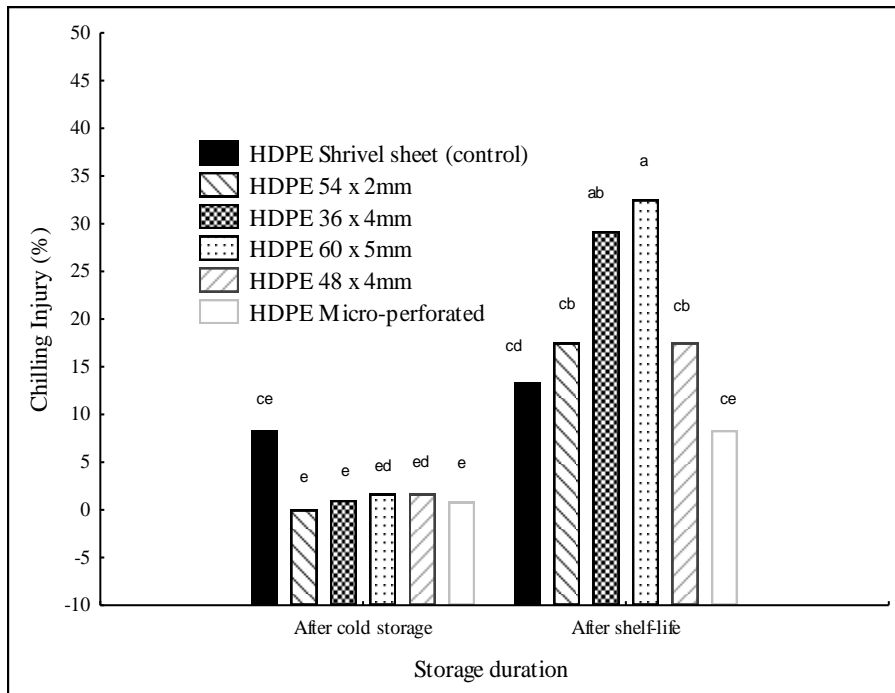 50
45
40
35
30
25
20
15
10
5
0
-5
-10
Chilling Injury (%)
HDPE Shrivel sheet (control)
HDPE 54 x 2mm
HDPE 36 x 4mm
HDPE 60 x 5mm
HDPE 48 x 4mm
HDPE Micro-perforated
ce
e
e
ed
ed
e
cd
cb
ab
a
cb
ce
After cold storage
After shelf-life
Storage duration